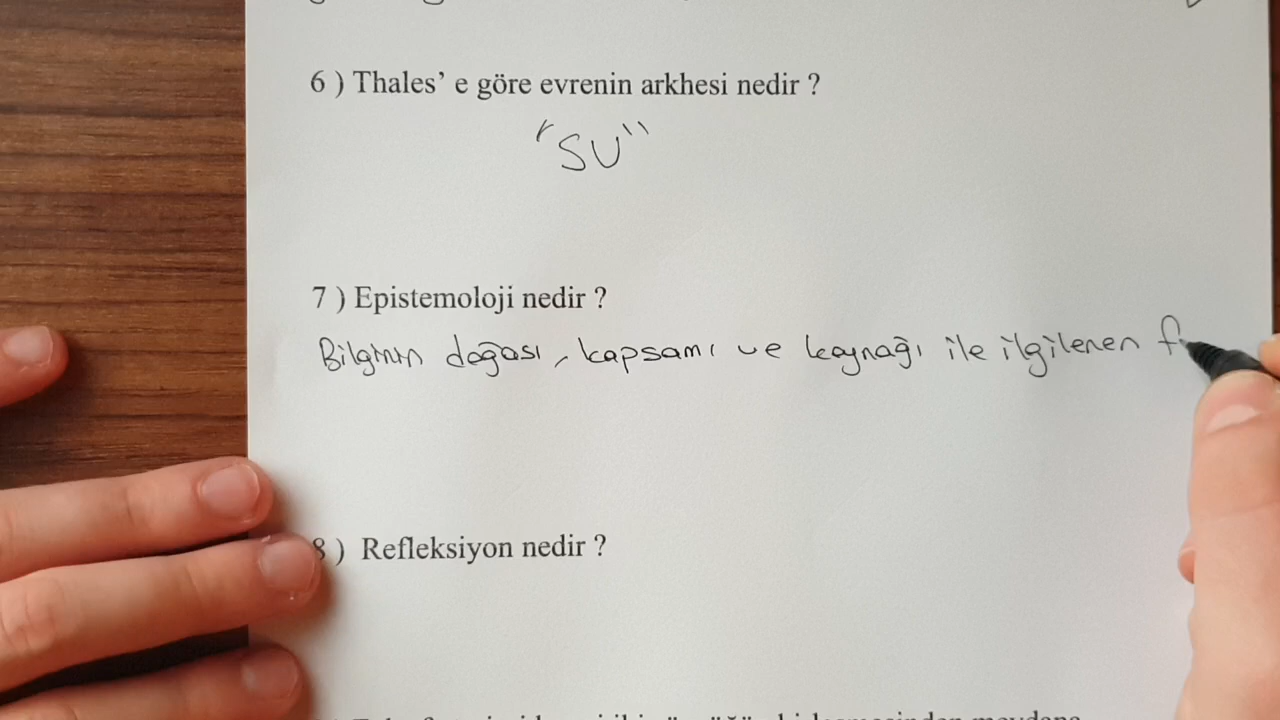 6 ) Thales’ e göre evrenin arkhesi nedir ?
"SU"
7 ) Epistemoloji nedir ?
Bilginin doğası, kapsamı ve kaynağı ile ilgilenen
8 ) Refleksiyon nedir ?